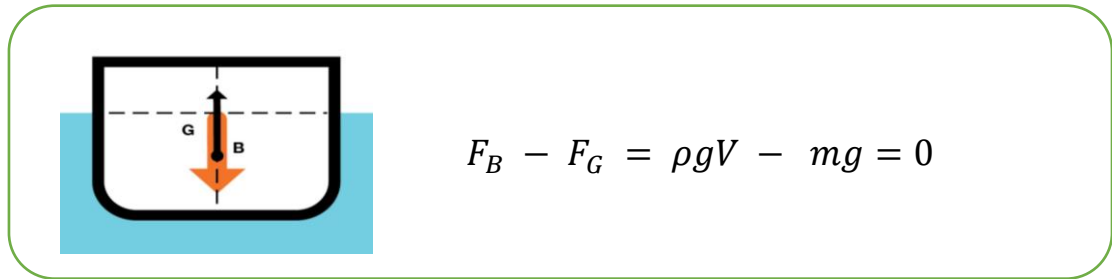 G
B
F_B − F_G = ρgV − mg = 0